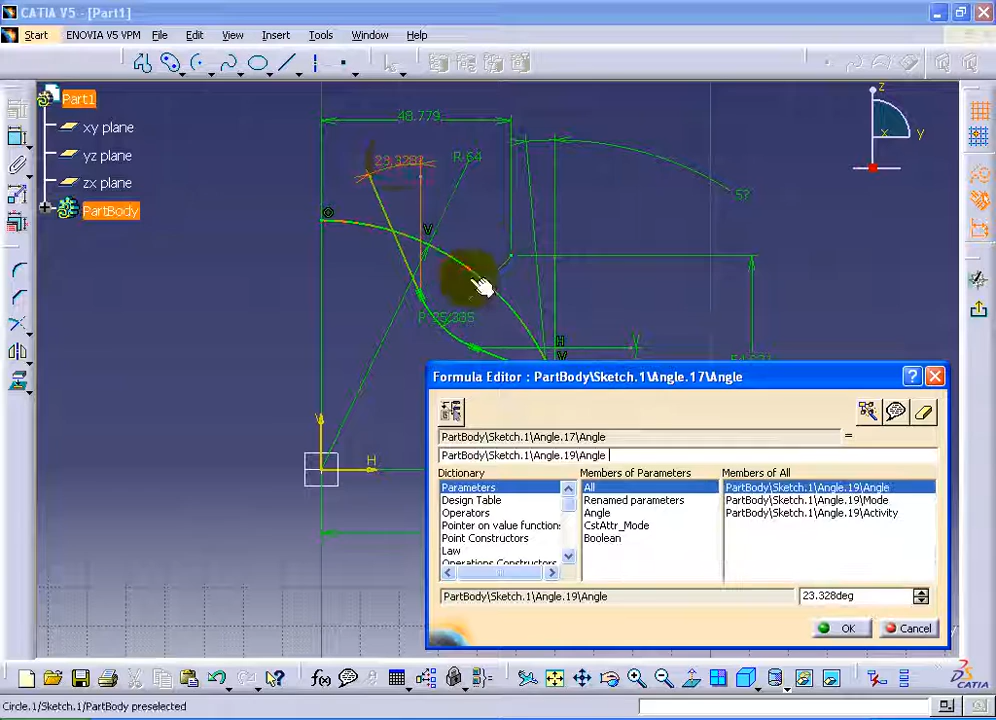 CATIA V5 - [Part1]
Start ENOVIA V5 VPM File Edit View Insert Tools Window Help
Part1
xy plane
yz plane
zx plane
PartBody
z
x y
48.779
23.328
R 64
57
V
R 25.335
H
V
V
H
Formula Editor : PartBody\Sketch.1\Angle.17\Angle
PartBody\Sketch.1\Angle.17\Angle =
PartBody\Sketch.1\Angle.19\Angle
Dictionary Members of Parameters Members of All
Parameters All PartBody\Sketch.1\Angle.19\Angle
Design Table Renamed parameters PartBody\Sketch.1\Angle.19\Mode
Operators Angle PartBody\Sketch.1\Angle.19\Activity
Pointer on value functions CstAttr_Mode
Point Constructors Boolean
Law
Operations Constructors
PartBody\Sketch.1\Angle.19\Angle 23.328deg
OK Cancel
f(x)
CATIA
Circle.1/Sketch.1/PartBody preselected